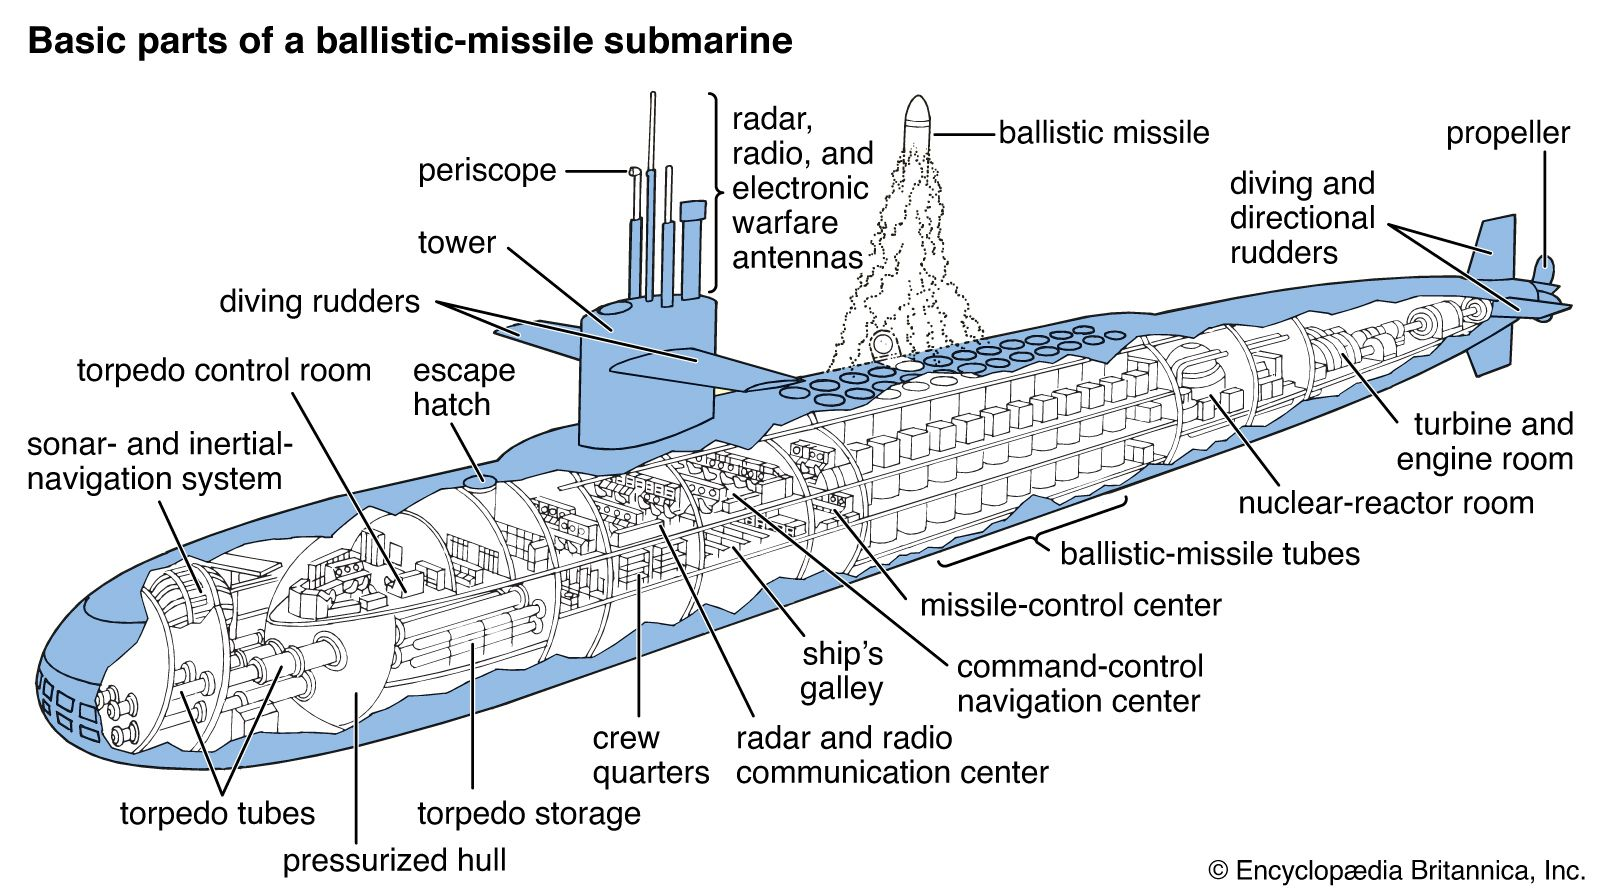 Basic parts of a ballistic-missile submarine
periscope
radar,
radio, and
electronic
warfare
antennas
ballistic missile
propeller
diving and
directional
rudders
tower
diving rudders
torpedo control room
escape
hatch
sonar- and inertial-
navigation system
turbine and
engine room
nuclear-reactor room
ballistic-missile tubes
missile-control center
ship's
galley
command-control
navigation center
crew
quarters
radar and radio
communication center
torpedo tubes
torpedo storage
pressurized hull
© Encyclopædia Britannica, Inc.